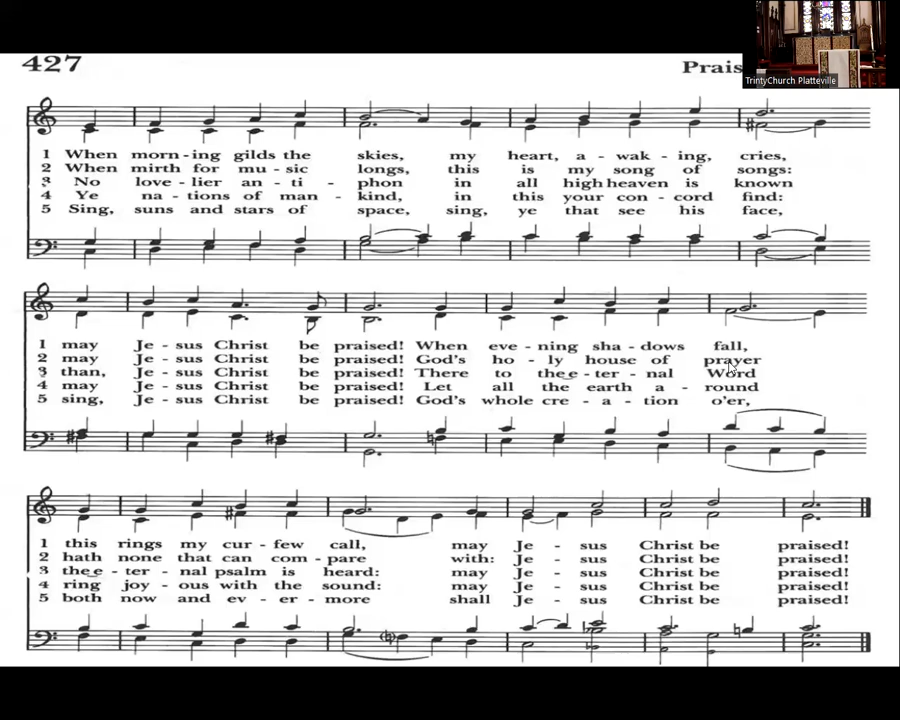 427
Prais
TrintyChurch Platteville
1 When morn - ing gilds the skies, my heart, a - wak - ing, cries,
2 When mirth for mu - sic longs, this is my song of songs:
3 No love - lier an - ti - phon in all high heaven is known
4 Ye na - tions of man - kind, in this your con - cord find:
5 Sing, suns and stars of space, sing, ye that see his face,
1 may Je - sus Christ be praised! When eve - ning sha - dows fall,
2 may Je - sus Christ be praised! God's ho - ly house of prayer
3 than, Je - sus Christ be praised! There to the e - ter - nal Word
4 may Je - sus Christ be praised! Let all the earth a - round
5 sing, Je - sus Christ be praised! God's whole cre - a - tion o'er,
1 this rings my cur - few call, may Je - sus Christ be praised!
2 hath none that can com - pare with: Je - sus Christ be praised!
3 the e - ter - nal psalm is heard: may Je - sus Christ be praised!
4 ring joy - ous with the sound: may Je - sus Christ be praised!
5 both now and ev - er - more shall Je - sus Christ be praised!